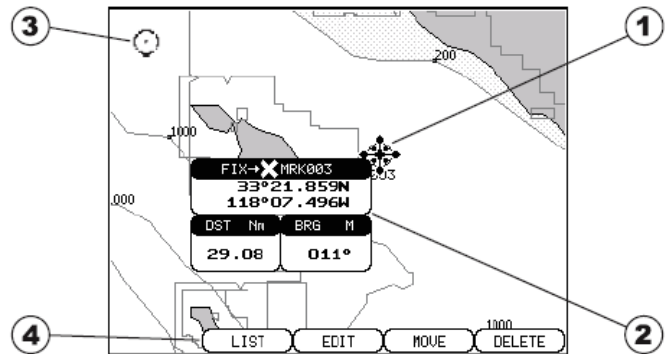 3
1
200
1000
003
FIX→✕MRK003
33°21.859N
118°07.496W
000
DST Nm BRG M
29.08 011°
2
1000
4
LIST EDIT MOVE DELETE